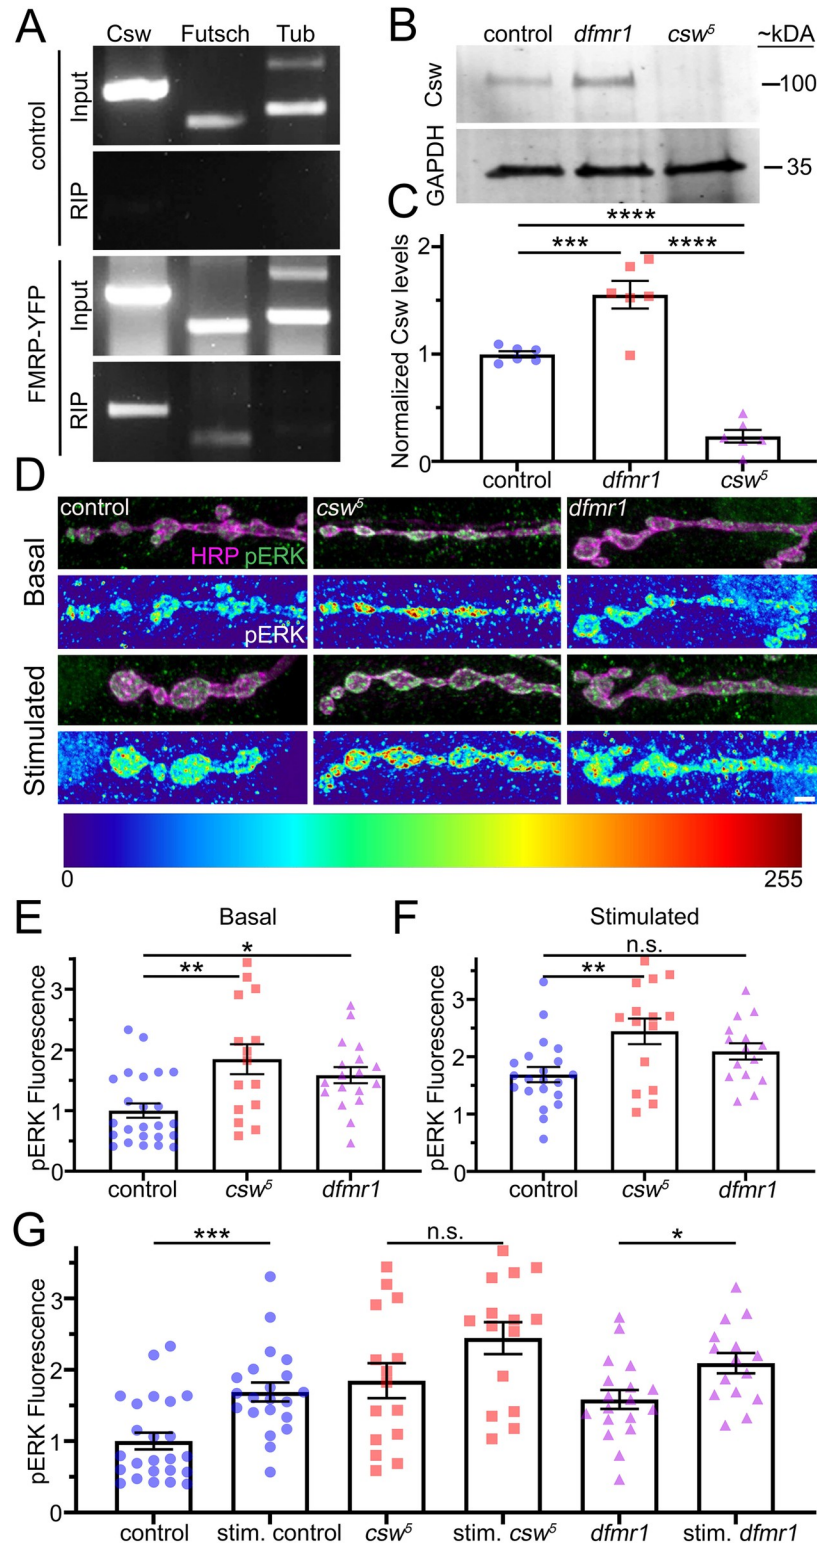 A
Csw Futsch Tub
control
Input
RIP
FMRP-YFP
Input
RIP
B
control dfmr1 csw⁵ ~kDA
Csw
100
GAPDH
35
C
****
*** ****
Normalized Csw levels
2
1
0
control dfmr1 csw⁵
D
Basal
control csw⁵ dfmr1
HRP pERK
pERK
Stimulated
0 255
E
Basal
*
**
pERK Fluorescence
3
2
1
0
control csw⁵ dfmr1
F
Stimulated
n.s.
**
pERK Fluorescence
3
2
1
0
control csw⁵ dfmr1
G
*** n.s. *
pERK Fluorescence
3
2
1
0
control stim. control csw⁵ stim. csw⁵ dfmr1 stim. dfmr1